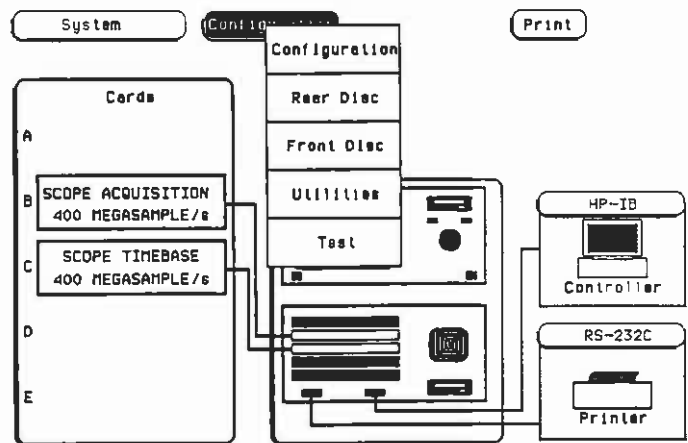 System
Print
Configuration
Rear Disc
Front Disc
Utilities
Test
Cards
A
B
SCOPE ACQUISITION
400 MEGASAMPLE/s
C
SCOPE TIMEBASE
400 MEGASAMPLE/s
D
E
HP-IB
Controller
RS-232C
Printer